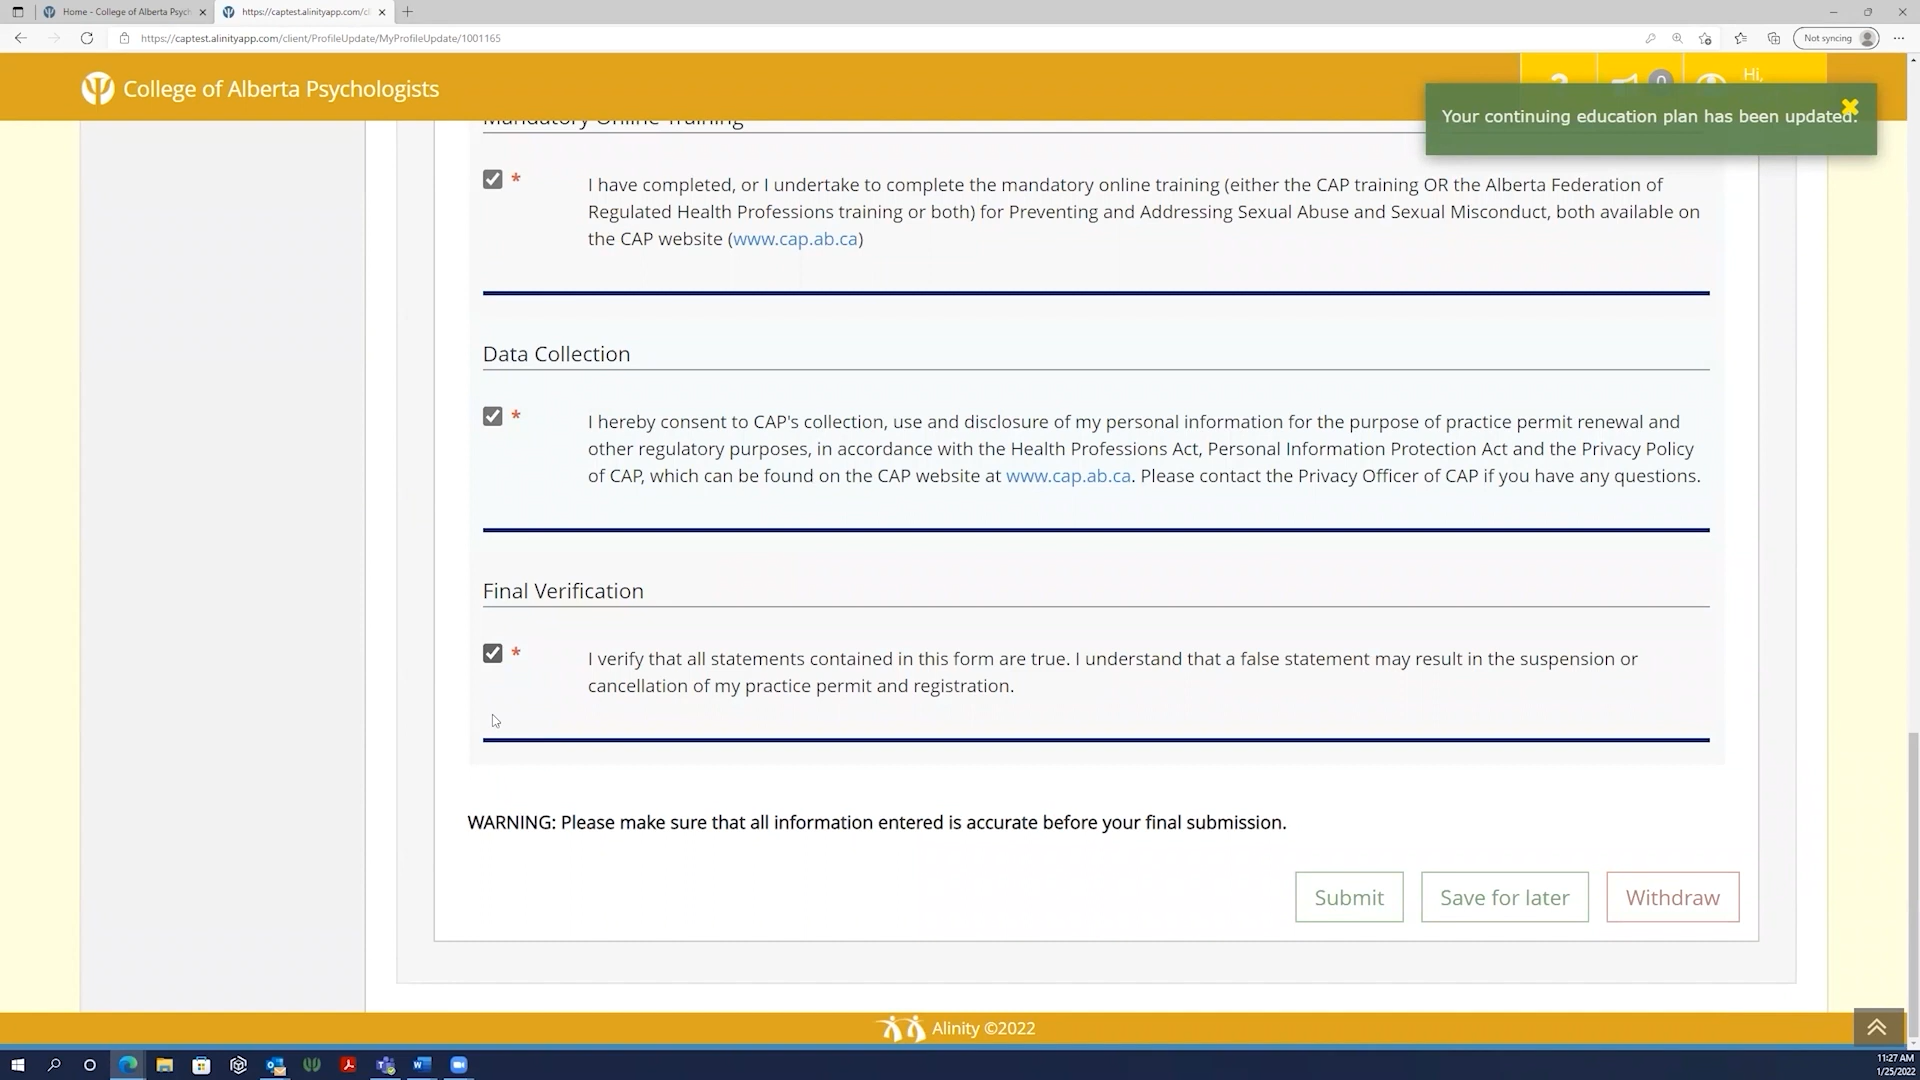 Home - College of Alberta Psych
https://captest.alinityapp.com/cl
https://captest.alinityapp.com/client/ProfileUpdate/MyProfileUpdate/1001165
Not syncing
College of Alberta Psychologists
?
0
Hi,
Your continuing education plan has been updated.
Mandatory Online Training
* I have completed, or I undertake to complete the mandatory online training (either the CAP training OR the Alberta Federation of
Regulated Health Professions training or both) for Preventing and Addressing Sexual Abuse and Sexual Misconduct, both available on
the CAP website (www.cap.ab.ca)
Data Collection
* I hereby consent to CAP's collection, use and disclosure of my personal information for the purpose of practice permit renewal and
other regulatory purposes, in accordance with the Health Professions Act, Personal Information Protection Act and the Privacy Policy
of CAP, which can be found on the CAP website at www.cap.ab.ca. Please contact the Privacy Officer of CAP if you have any questions.
Final Verification
* I verify that all statements contained in this form are true. I understand that a false statement may result in the suspension or
cancellation of my practice permit and registration.
WARNING: Please make sure that all information entered is accurate before your final submission.
Submit
Save for later
Withdraw
Alinity ©2022
11:27 AM
1/25/2022